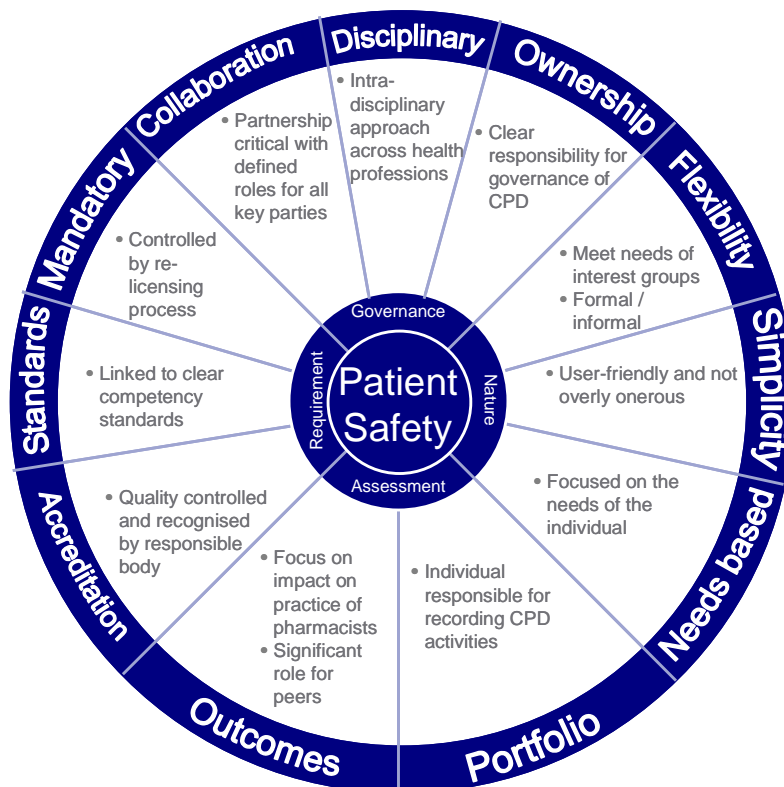 Disciplinary
• Intra-
disciplinary
approach
across health
professions
Ownership
• Clear
responsibility for
governance of
CPD
Flexibility
• Meet needs of
interest groups
• Formal /
informal
Simplicity
• User-friendly and not
overly onerous
Needs based
• Focused on the
needs of the
individual
Portfolio
• Individual
responsible for
recording CPD
activities
Outcomes
• Focus on
impact on
practice of
pharmacists
• Significant
role for
peers
Accreditation
• Quality controlled
and recognised
by responsible
body
Standards
• Linked to clear
competency
standards
Mandatory
• Controlled
by re-
licensing
process
Collaboration
• Partnership
critical with
defined
roles for all
key parties
Governance
Nature
Assessment
Requirement
Patient
Safety